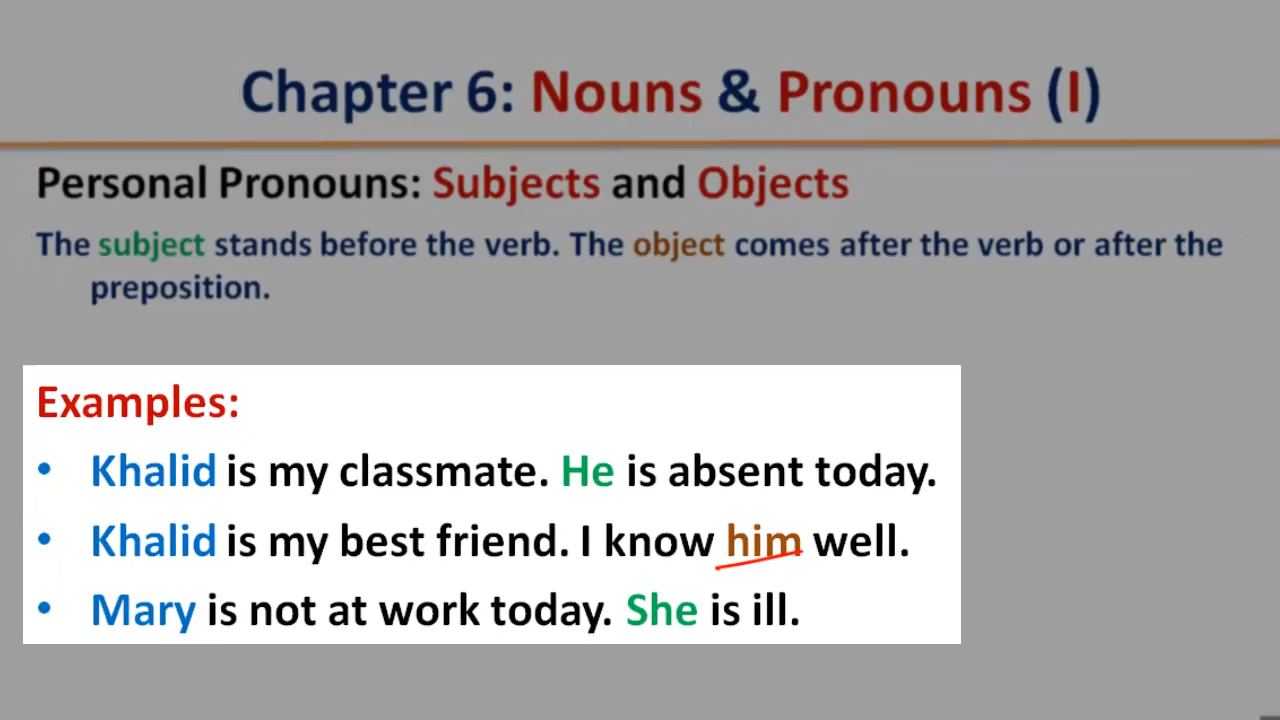 Chapter 6: Nouns & Pronouns (I)
Personal Pronouns: Subjects and Objects
The subject stands before the verb. The object comes after the verb or after the
preposition.
Examples:
• Khalid is my classmate. He is absent today.
• Khalid is my best friend. I know him well.
• Mary is not at work today. She is ill.